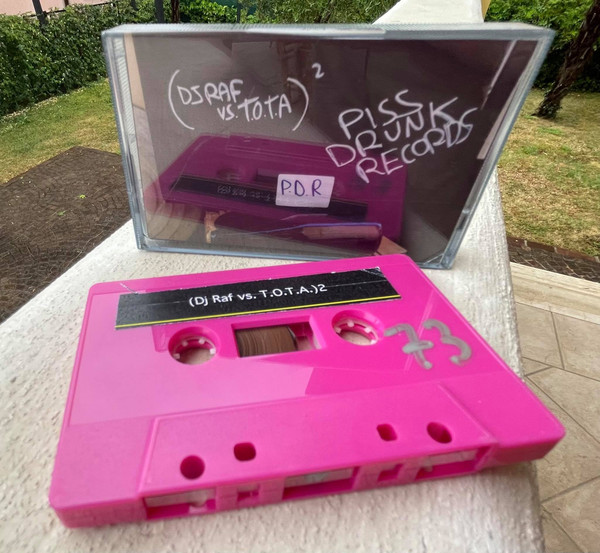 (DJ RAF
VS. T.O.T.A)²
PISS
DRUNK
RECORDS
P.D.R
(Dj Raf vs. T.O.T.A.)2
73